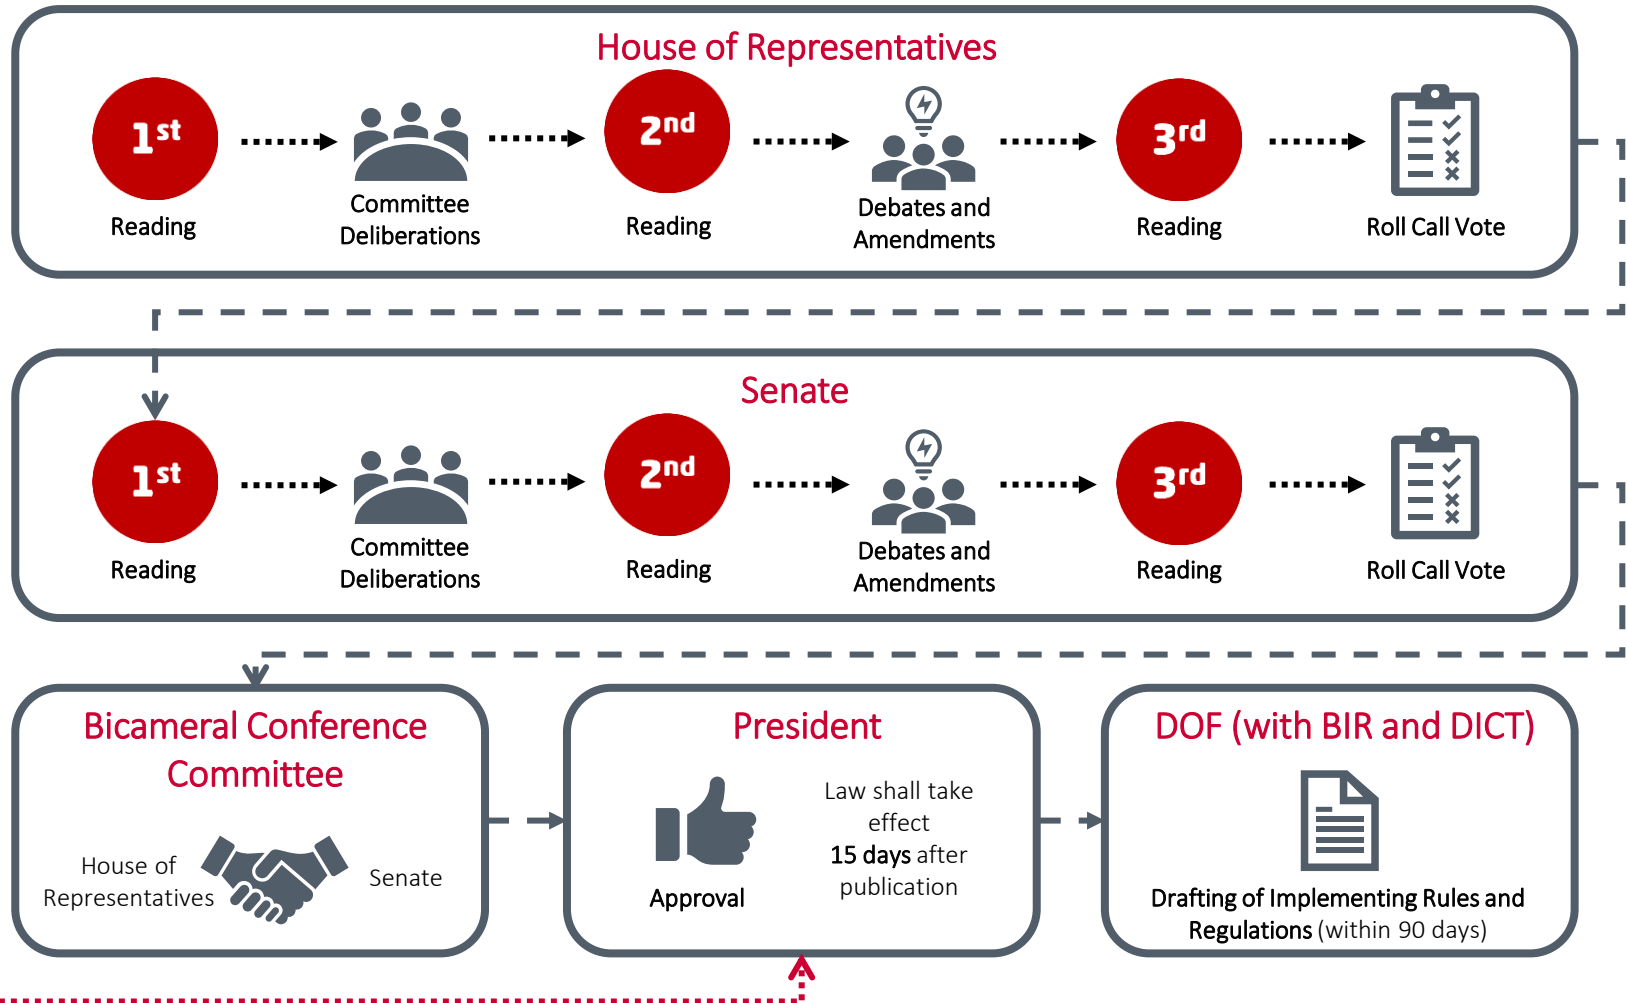 House of Representatives
1st
2nd
3rd
Reading
Committee
Deliberations
Reading
Debates and
Amendments
Reading
Roll Call Vote
Senate
1st
2nd
3rd
Reading
Committee
Deliberations
Reading
Debates and
Amendments
Reading
Roll Call Vote
Bicameral Conference
Committee
House of
Representatives
Senate
President
Approval
Law shall take
effect
15 days after
publication
DOF (with BIR and DICT)
Drafting of Implementing Rules and
Regulations (within 90 days)